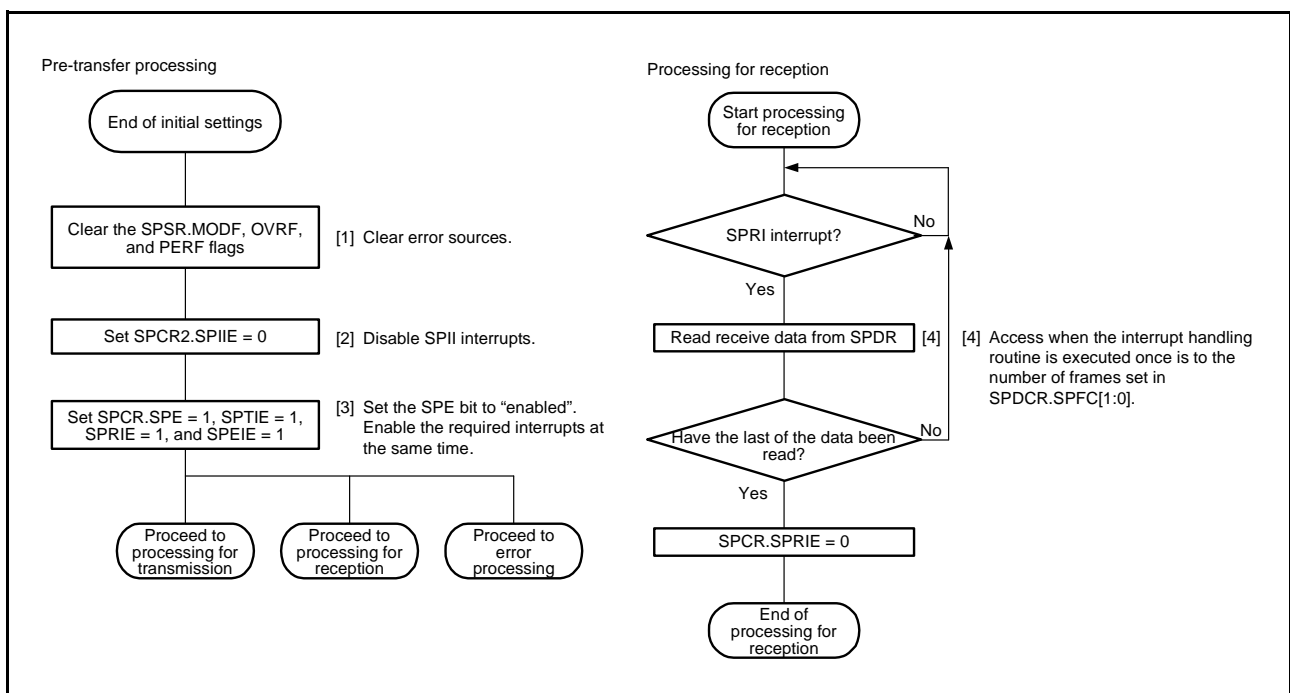 Pre-transfer processing
End of initial settings
Clear the SPSR.MODF, OVRF,
and PERF flags
[1] Clear error sources.
Set SPCR2.SPIIE = 0
[2] Disable SPII interrupts.
Set SPCR.SPE = 1, SPTIE = 1,
SPRIE = 1, and SPEIE = 1
[3] Set the SPE bit to “enabled”.
Enable the required interrupts at
the same time.
Proceed to
processing for
transmission
Proceed to
processing for
reception
Proceed to
error
processing
Processing for reception
Start processing
for reception
SPRI interrupt?
No
Yes
Read receive data from SPDR
[4]
[4] Access when the interrupt handling
routine is executed once is to the
number of frames set in
SPDCR.SPFC[1:0].
Have the last of the data been
read?
No
Yes
SPCR.SPRIE = 0
End of
processing for
reception